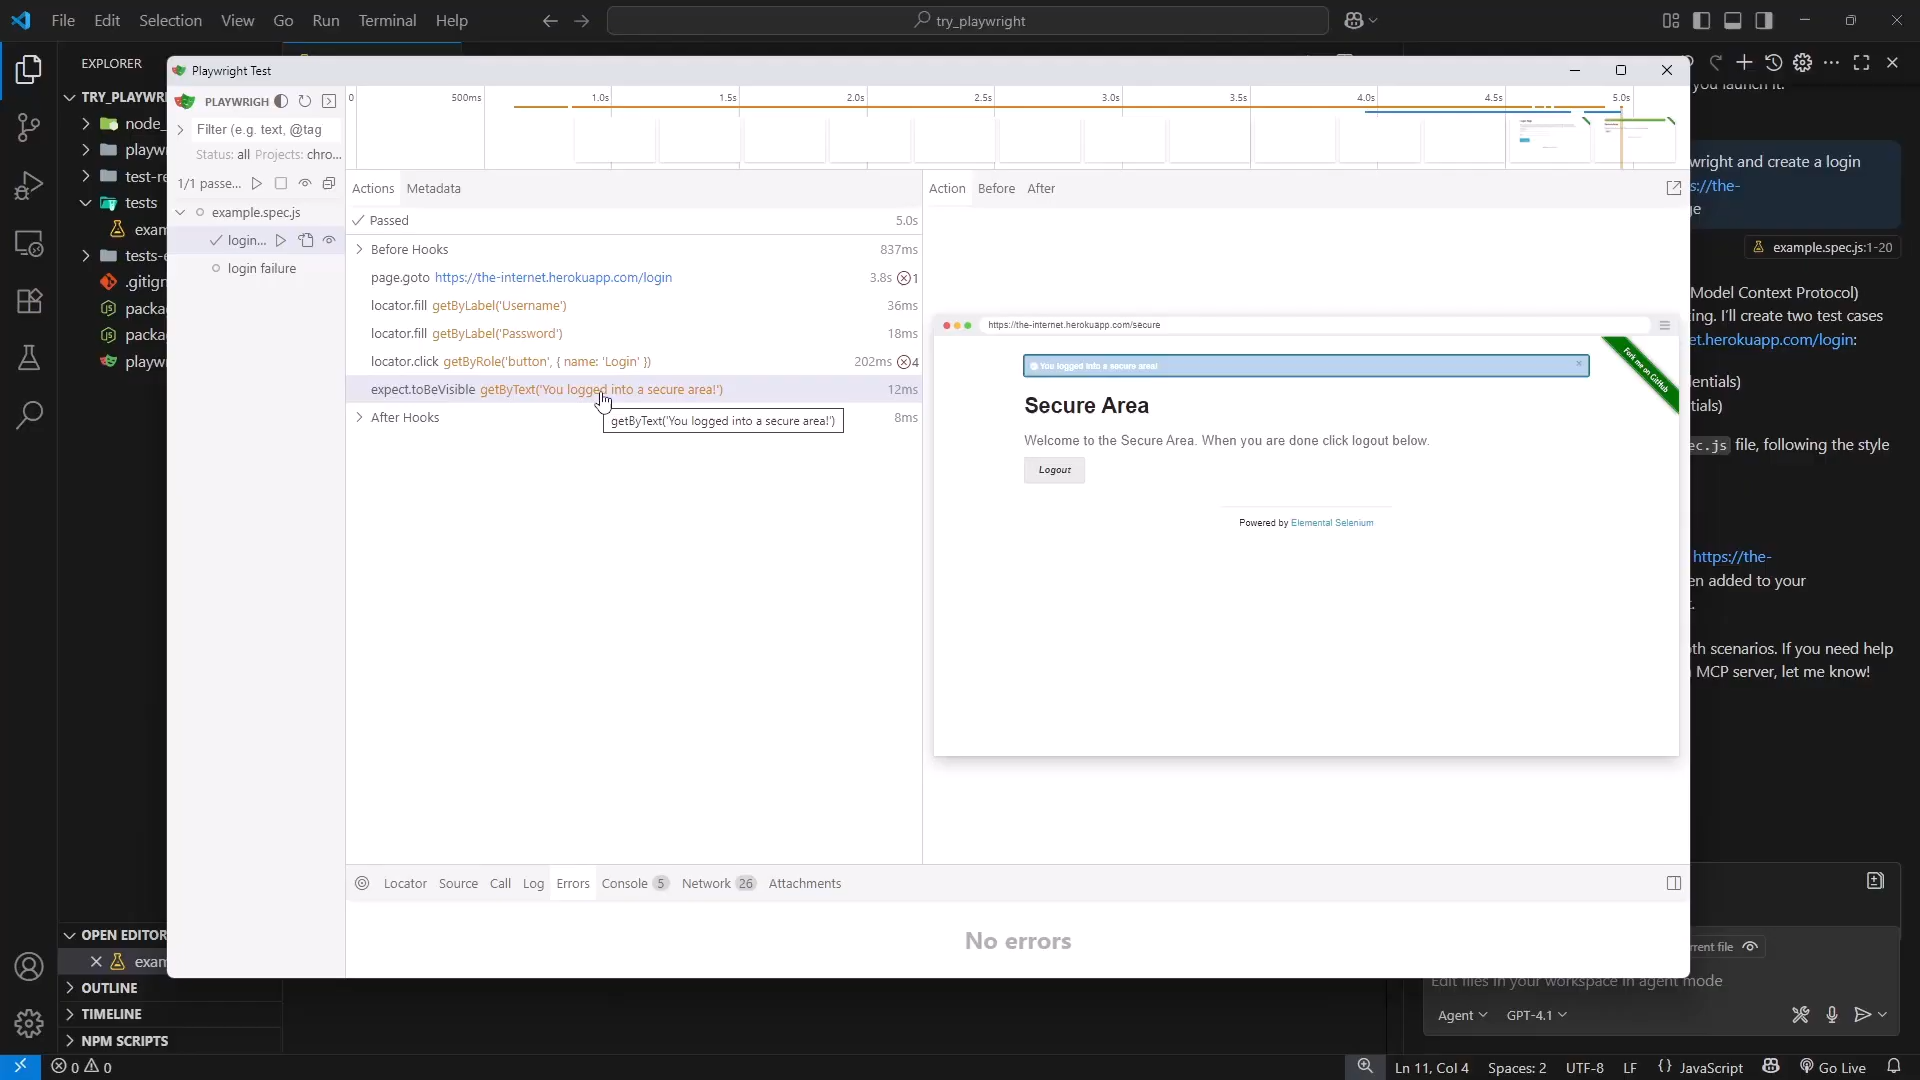 File Edit Selection View Go Run Terminal Help
try_playwright
EXPLORER
TRY_PLAYWRI
node_
playw
test-re
tests
exam
tests-e
.gitign
packa
packa
playw
OPEN EDITOR
exam
OUTLINE
TIMELINE
NPM SCRIPTS
Playwright Test
PLAYWRIGH
Filter (e.g. text, @tag
Status: all Projects: chro...
1/1 passe...
example.spec.js
login...
login failure
0 500ms 1.0s 1.5s 2.0s 2.5s 3.0s 3.5s 4.0s 4.5s 5.0s
Actions Metadata
Passed 5.0s
Before Hooks 837ms
page.goto https://the-internet.herokuapp.com/login 3.8s 1
locator.fill getByLabel('Username') 36ms
locator.fill getByLabel('Password') 18ms
locator.click getByRole('button', { name: 'Login' }) 202ms 4
expect.toBeVisible getByText('You logged into a secure area!') 12ms
After Hooks 8ms
getByText('You logged into a secure area!')
Action Before After
https://the-internet.herokuapp.com/secure
You logged into a secure area!
Fork me on GitHub
Secure Area
Welcome to the Secure Area. When you are done click logout below.
Logout
Powered by Elemental Selenium
Locator Source Call Log Errors Console 5 Network 26 Attachments
No errors
you launch it.
wright and create a login
s://the-
ge
example.spec.js:1-20
Model Context Protocol)
ing. I'll create two test cases
et.herokuapp.com/login:
entials)
tials)
ec.js file, following the style
https://the-
en added to your
t.
th scenarios. If you need help
MCP server, let me know!
rrent file
Edit files in your workspace in agent mode
Agent GPT-4.1
0 0
Ln 11, Col 4 Spaces: 2 UTF-8 LF {} JavaScript Go Live